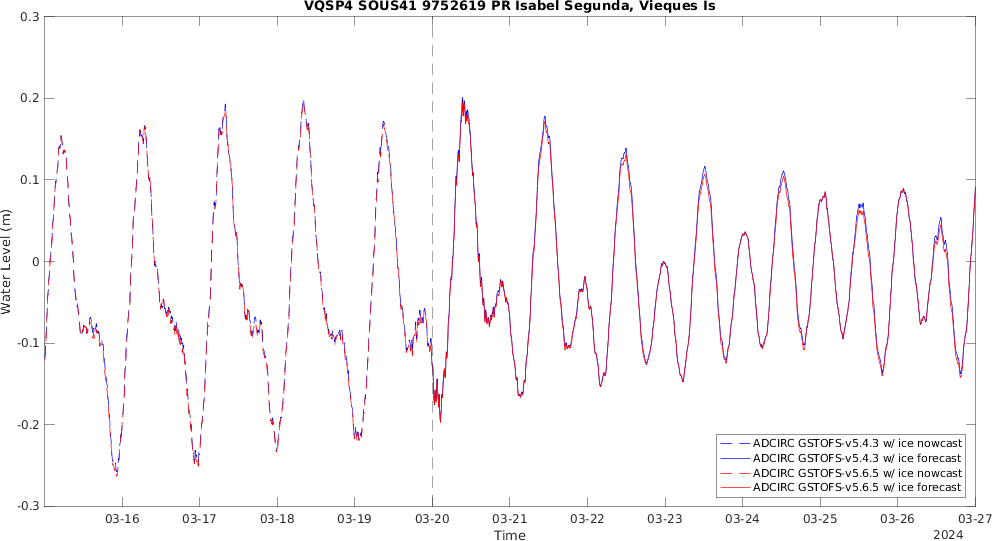 VQSP4 SOUS41 9752619 PR Isabel Segunda, Vieques Is
0.3
0.2
0.1
0
-0.1
-0.2
-0.3
Water Level (m)
ADCIRC GSTOFS-v5.4.3 w/ ice nowcast
ADCIRC GSTOFS-v5.4.3 w/ ice forecast
ADCIRC GSTOFS-v5.6.5 w/ ice nowcast
ADCIRC GSTOFS-v5.6.5 w/ ice forecast
03-16 03-17 03-18 03-19 03-20 03-21 03-22 03-23 03-24 03-25 03-26 03-27
Time
2024